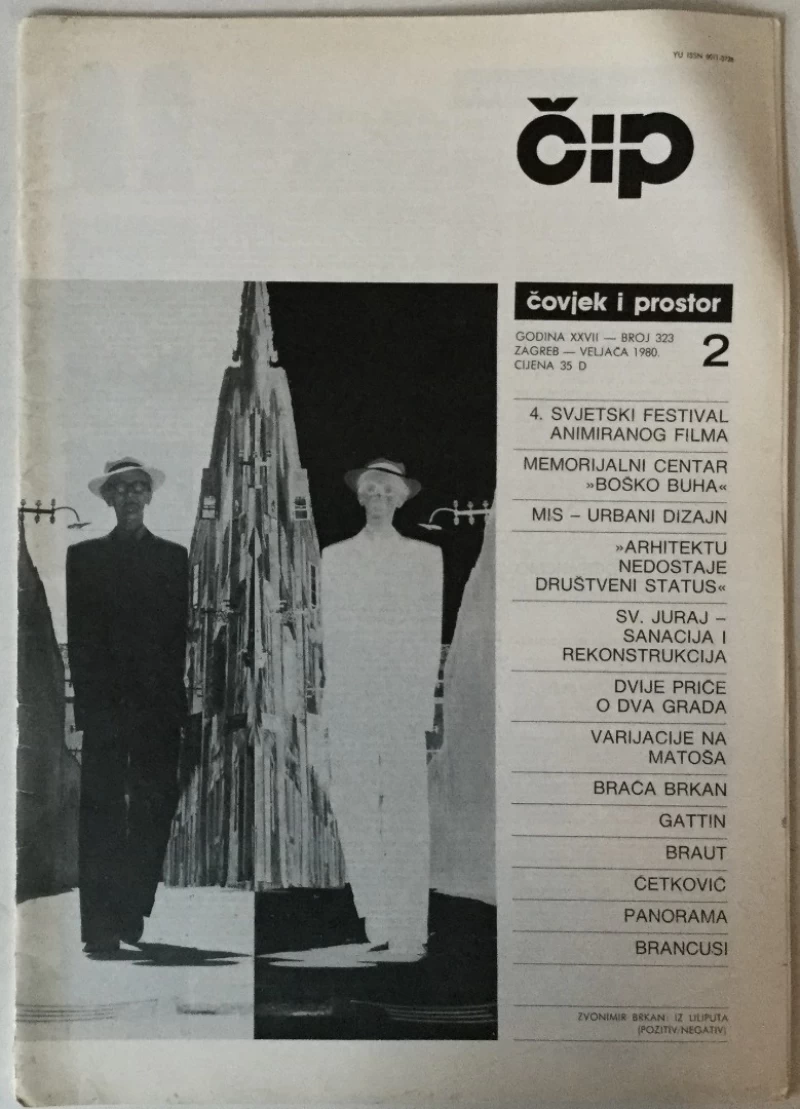 YU ISSN
čip
čovjek i prostor
GODINA XXVII — BROJ 323
ZAGREB — VELJAČA 1980.
CIJENA 35 D
2
4. SVJETSKI FESTIVAL
ANIMIRANOG FILMA
MEMORIJALNI CENTAR
»BOŠKO BUHA«
MIS – URBANI DIZAJN
»ARHITEKTU
NEDOSTAJE
DRUŠTVENI STATUS«
SV. JURAJ –
SANACIJA I
REKONSTRUKCIJA
DVIJE PRIČE
O DVA GRADA
VARIJACIJE NA
MATOŠA
BRAĆA BRKAN
GATTIN
BRAUT
ČETKOVIĆ
PANORAMA
BRANCUSI
ZVONIMIR BRKAN: IZ LILIPUTA
(POZITIV/NEGATIV)